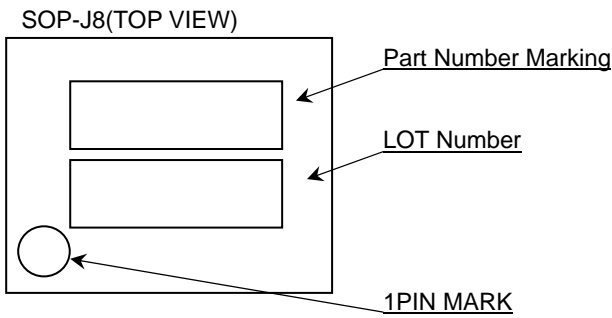 SOP-J8(TOP VIEW)
Part Number Marking
LOT Number
1PIN MARK